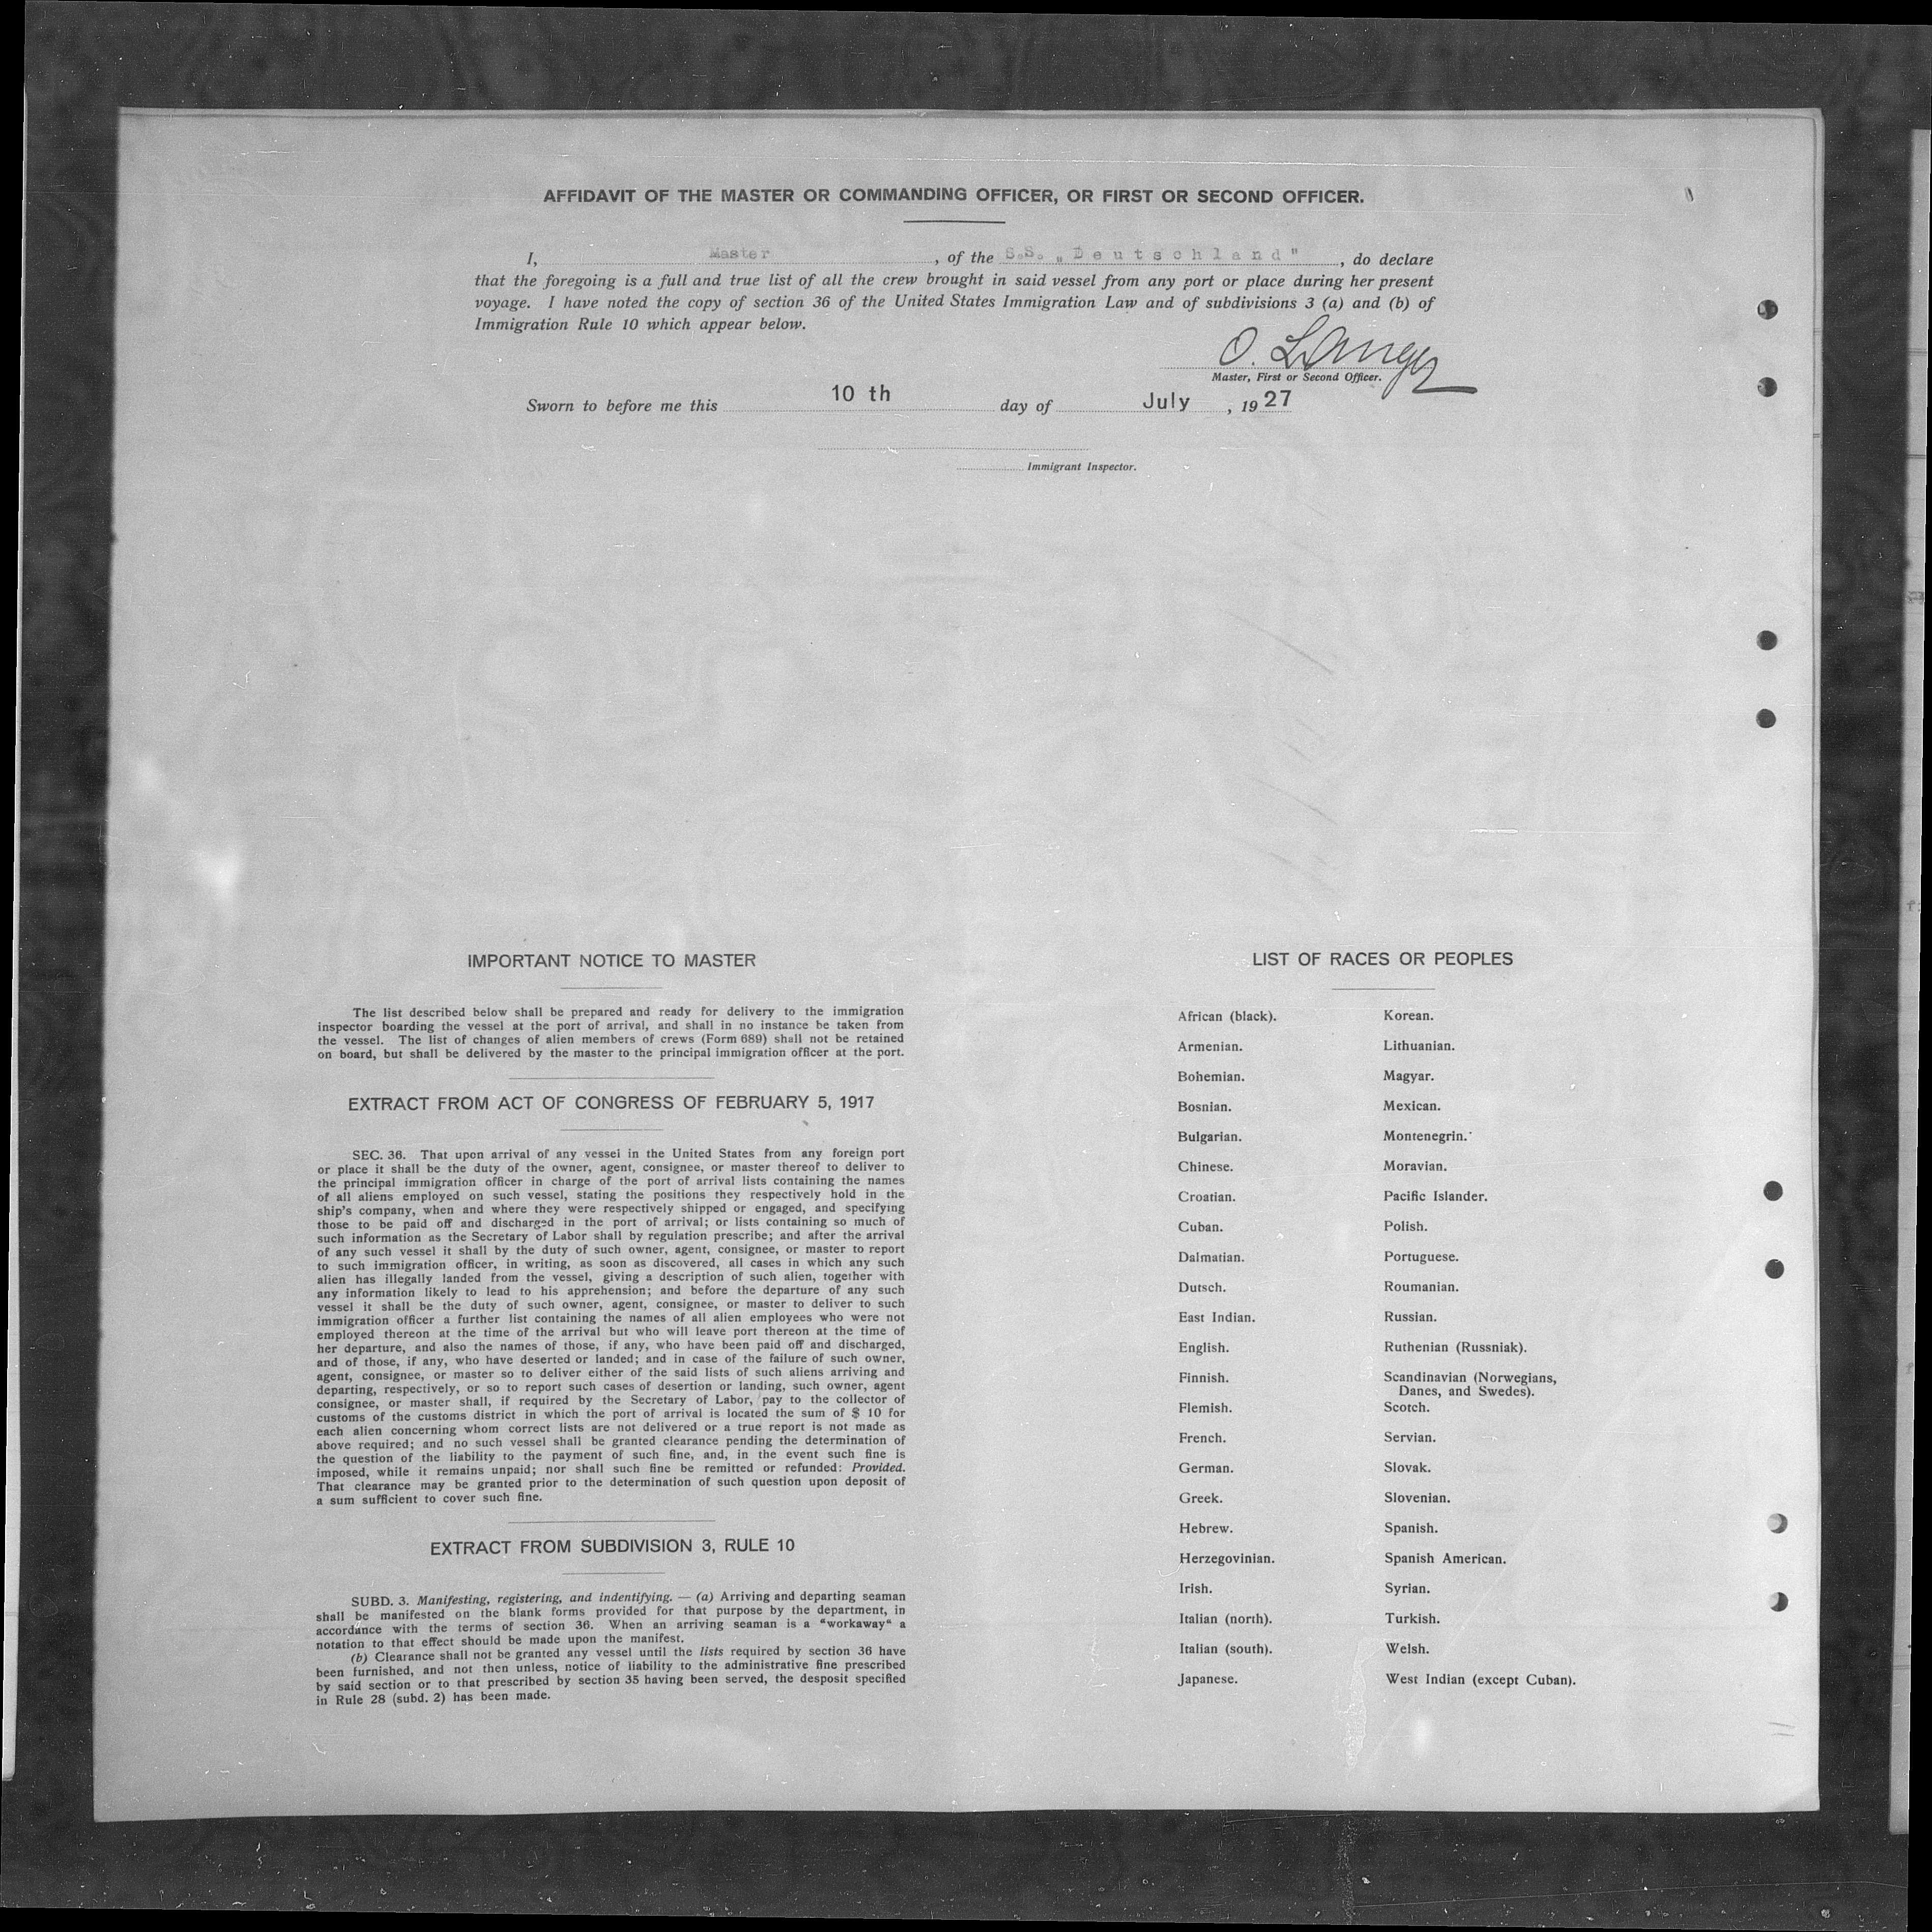 AFFIDAVIT OF THE MASTER OR COMMANDING OFFICER, OR FIRST OR SECOND OFFICER.
I, Master, of the S.S. „Deutschland", do declare
that the foregoing is a full and true list of all the crew brought in said vessel from any port or place during her present
voyage. I have noted the copy of section 36 of the United States Immigration Law and of subdivisions 3 (a) and (b) of
Immigration Rule 10 which appear below.
O. Langer
Master, First or Second Officer.
Sworn to before me this 10 th day of July, 1927
Immigrant Inspector.
IMPORTANT NOTICE TO MASTER
The list described below shall be prepared and ready for delivery to the immigration
inspector boarding the vessel at the port of arrival, and shall in no instance be taken from
the vessel. The list of changes of alien members of crews (Form 689) shall not be retained
on board, but shall be delivered by the master to the principal immigration officer at the port.
EXTRACT FROM ACT OF CONGRESS OF FEBRUARY 5, 1917
SEC. 36. That upon arrival of any vessel in the United States from any foreign port
or place it shall be the duty of the owner, agent, consignee, or master thereof to deliver to
the principal immigration officer in charge of the port of arrival lists containing the names
of all aliens employed on such vessel, stating the positions they respectively hold in the
ship's company, when and where they were respectively shipped or engaged, and specifying
those to be paid off and discharged in the port of arrival; or lists containing so much of
such information as the Secretary of Labor shall by regulation prescribe; and after the arrival
of any such vessel it shall by the duty of such owner, agent, consignee, or master to report
to such immigration officer, in writing, as soon as discovered, all cases in which any such
alien has illegally landed from the vessel, giving a description of such alien, together with
any information likely to lead to his apprehension; and before the departure of any such
vessel it shall be the duty of such owner, agent, consignee, or master to deliver to such
immigration officer a further list containing the names of all alien employees who were not
employed thereon at the time of the arrival but who will leave port thereon at the time of
her departure, and also the names of those, if any, who have been paid off and discharged,
and of those, if any, who have deserted or landed; and in case of the failure of such owner,
agent, consignee, or master so to deliver either of the said lists of such aliens arriving and
departing, respectively, or so to report such cases of desertion or landing, such owner, agent
consignee, or master shall, if required by the Secretary of Labor, pay to the collector of
customs of the customs district in which the port of arrival is located the sum of $ 10 for
each alien concerning whom correct lists are not delivered or a true report is not made as
above required; and no such vessel shall be granted clearance pending the determination of
the question of the liability to the payment of such fine, and, in the event such fine is
imposed, while it remains unpaid; nor shall such fine be remitted or refunded: Provided.
That clearance may be granted prior to the determination of such question upon deposit of
a sum sufficient to cover such fine.
EXTRACT FROM SUBDIVISION 3, RULE 10
SUBD. 3. Manifesting, registering, and indentifying. — (a) Arriving and departing seaman
shall be manifested on the blank forms provided for that purpose by the department, in
accordance with the terms of section 36. When an arriving seaman is a "workaway" a
notation to that effect should be made upon the manifest.
(b) Clearance shall not be granted any vessel until the lists required by section 36 have
been furnished, and not then unless, notice of liability to the administrative fine prescribed
by said section or to that prescribed by section 35 having been served, the desposit specified
in Rule 28 (subd. 2) has been made.
LIST OF RACES OR PEOPLES
African (black).
Armenian.
Bohemian.
Bosnian.
Bulgarian.
Chinese.
Croatian.
Cuban.
Dalmatian.
Dutsch.
East Indian.
English.
Finnish.
Flemish.
French.
German.
Greek.
Hebrew.
Herzegovinian.
Irish.
Italian (north).
Italian (south).
Japanese.
Korean.
Lithuanian.
Magyar.
Mexican.
Montenegrin.
Moravian.
Pacific Islander.
Polish.
Portuguese.
Roumanian.
Russian.
Ruthenian (Russniak).
Scandinavian (Norwegians,
Danes, and Swedes).
Scotch.
Servian.
Slovak.
Slovenian.
Spanish.
Spanish American.
Syrian.
Turkish.
Welsh.
West Indian (except Cuban).